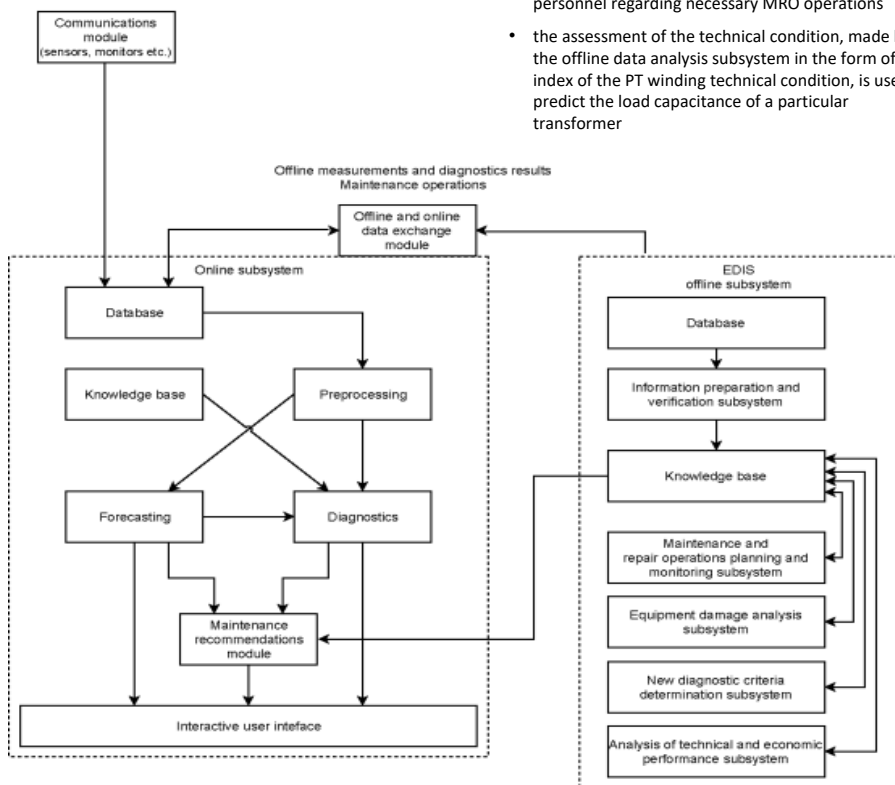 personnel regarding necessary MRO operations
• the assessment of the technical condition, made
the offline data analysis subsystem in the form of
index of the PT winding technical condition, is
predict the load capacitance of a particular
transformer
Communications
module
(sensors, monitors etc.)
Offline measurements and diagnostics results
Maintenance operations
Offline and online
data exchange
module
Online subsystem
Database
Knowledge base
Preprocessing
Forecasting
Diagnostics
Maintenance
recommendations
module
Interactive user inteface
EDIS
offline subsystem
Database
Information preparation and
verification subsystem
Knowledge base
Maintenance and
repair operations planning and
monitoring subsystem
Equipment damage analysis
subsystem
New diagnostic criteria
determination subsystem
Analysis of technical and economic
performance subsystem